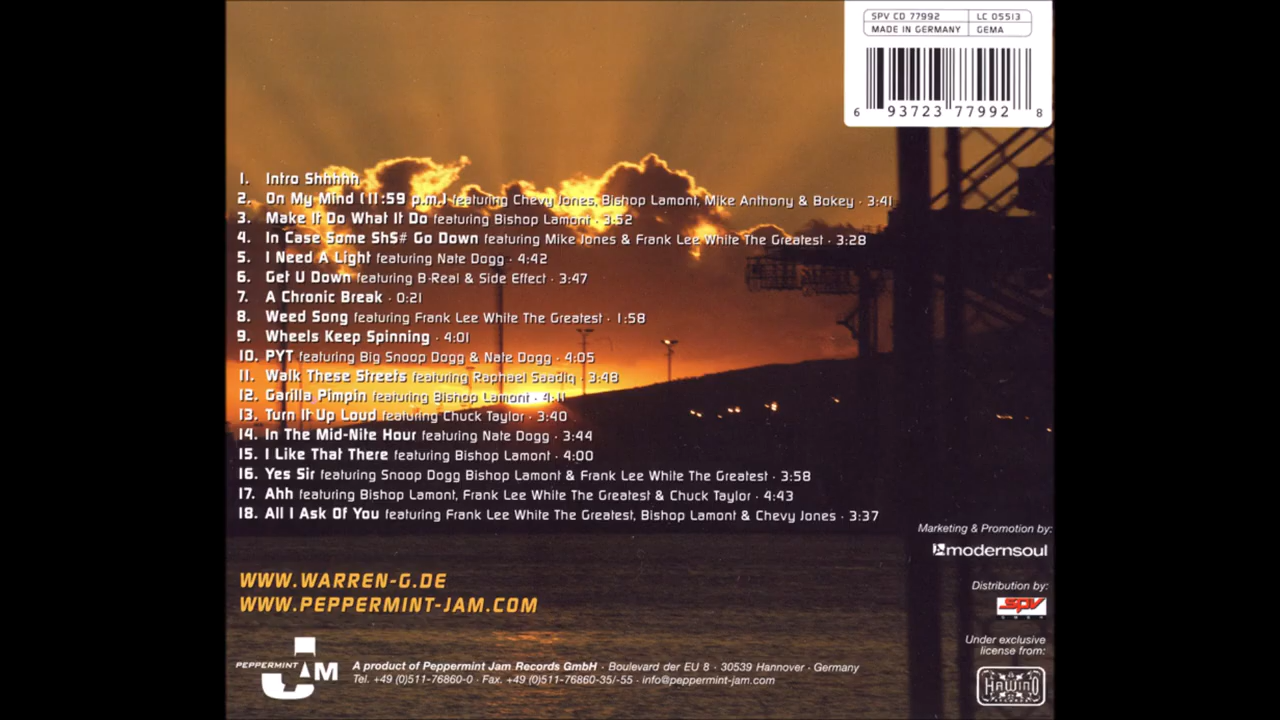 SPV CD 77992 LC 05513
MADE IN GERMANY GEMA
6 93723 77992 8
1. Intro Shhhhh
2. On My Mind (11:59 p.m.) featuring Chevy Jones, Bishop Lamont, Mike Anthony & Bokey · 3:41
3. Make It Do What It Do featuring Bishop Lamont · 3:52
4. In Case Some ShS# Go Down featuring Mike Jones & Frank Lee White The Greatest · 3:28
5. I Need A Light featuring Nate Dogg · 4:42
6. Get U Down featuring B-Real & Side Effect · 3:47
7. A Chronic Break · 0:21
8. Weed Song featuring Frank Lee White The Greatest · 1:58
9. Wheels Keep Spinning · 4:01
10. PYT featuring Big Snoop Dogg & Nate Dogg · 4:05
11. Walk These Streets featuring Raphael Saadiq · 3:48
12. Garilla Pimpin featuring Bishop Lamont · 4:11
13. Turn It Up Loud featuring Chuck Taylor · 3:40
14. In The Mid-Nite Hour featuring Nate Dogg · 3:44
15. I Like That There featuring Bishop Lamont · 4:00
16. Yes Sir featuring Snoop Dogg Bishop Lamont & Frank Lee White The Greatest · 3:58
17. Ahh featuring Bishop Lamont, Frank Lee White The Greatest & Chuck Taylor · 4:43
18. All I Ask Of You featuring Frank Lee White The Greatest, Bishop Lamont & Chevy Jones · 3:37
WWW.WARREN-G.DE
WWW.PEPPERMINT-JAM.COM
PEPPERMINT JAM
A product of Peppermint Jam Records GmbH · Boulevard der EU 8 · 30539 Hannover · Germany
Tel. +49 (0)511-76860-0 · Fax. +49 (0)511-76860-35/-55 · info@peppermint-jam.com
Marketing & Promotion by:
modernsoul
Distribution by:
SPV
Under exclusive
license from:
HAWINO